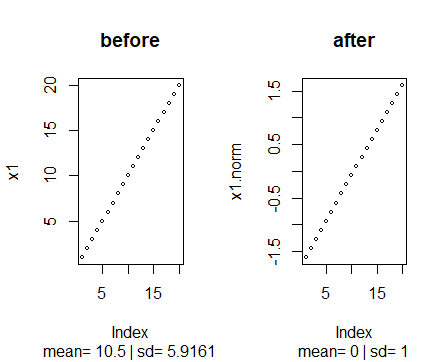 before
x1
20
15
10
5
5
15
Index
mean= 10.5 | sd= 5.9161
after
x1.norm
1.5
0.5
-0.5
-1.5
5
15
Index
mean= 0 | sd= 1